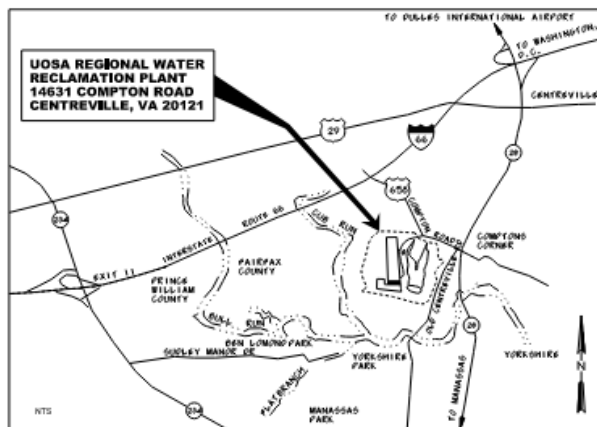 TO DULLES INTERNATIONAL AIRPORT
TO WASHINGTON,
D.C.
UOSA REGIONAL WATER
RECLAMATION PLANT
14631 COMPTON ROAD
CENTREVILLE, VA 20121
CENTREVILLE
29
66
28
658
234
COMPTON ROAD
COMPTONS
CORNER
CUB RUN
INTERSTATE ROUTE 66
EXIT 11
FAIRFAX
COUNTY
PRINCE
WILLIAM
COUNTY
OLD CENTREVILLE
BULL RUN
BEN LOMOND PARK
28
SUDLEY MANOR DR
YORKSHIRE
PARK
YORKSHIRE
N
FLATBRANCH
TO MANASSAS
NTS
234
MANASSAS
PARK